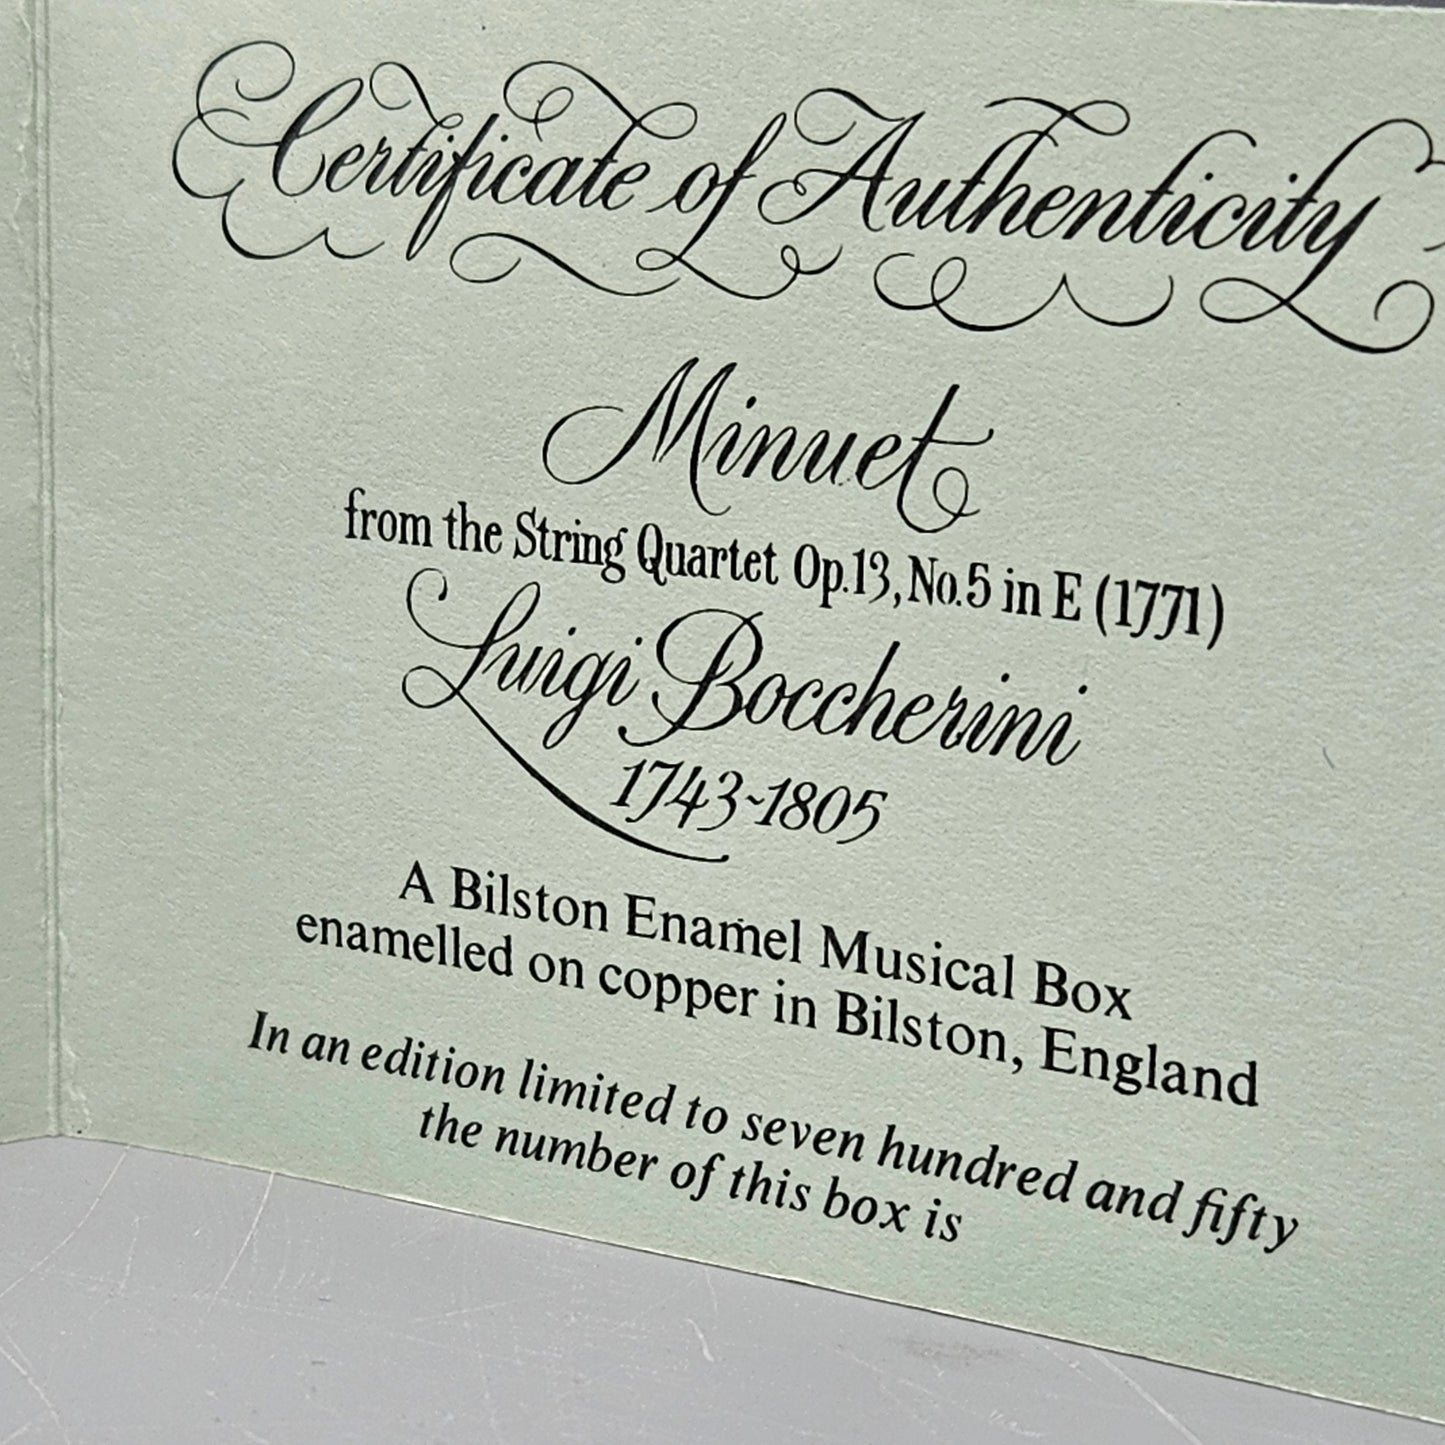 Certificate of Authenticity
Minuet
from the String Quartet Op.13, No.5 in E (1771)
Luigi Boccherini
1743~1805
A Bilston Enamel Musical Box
enamelled on copper in Bilston, England
In an edition limited to seven hundred and fifty
the number of this box is